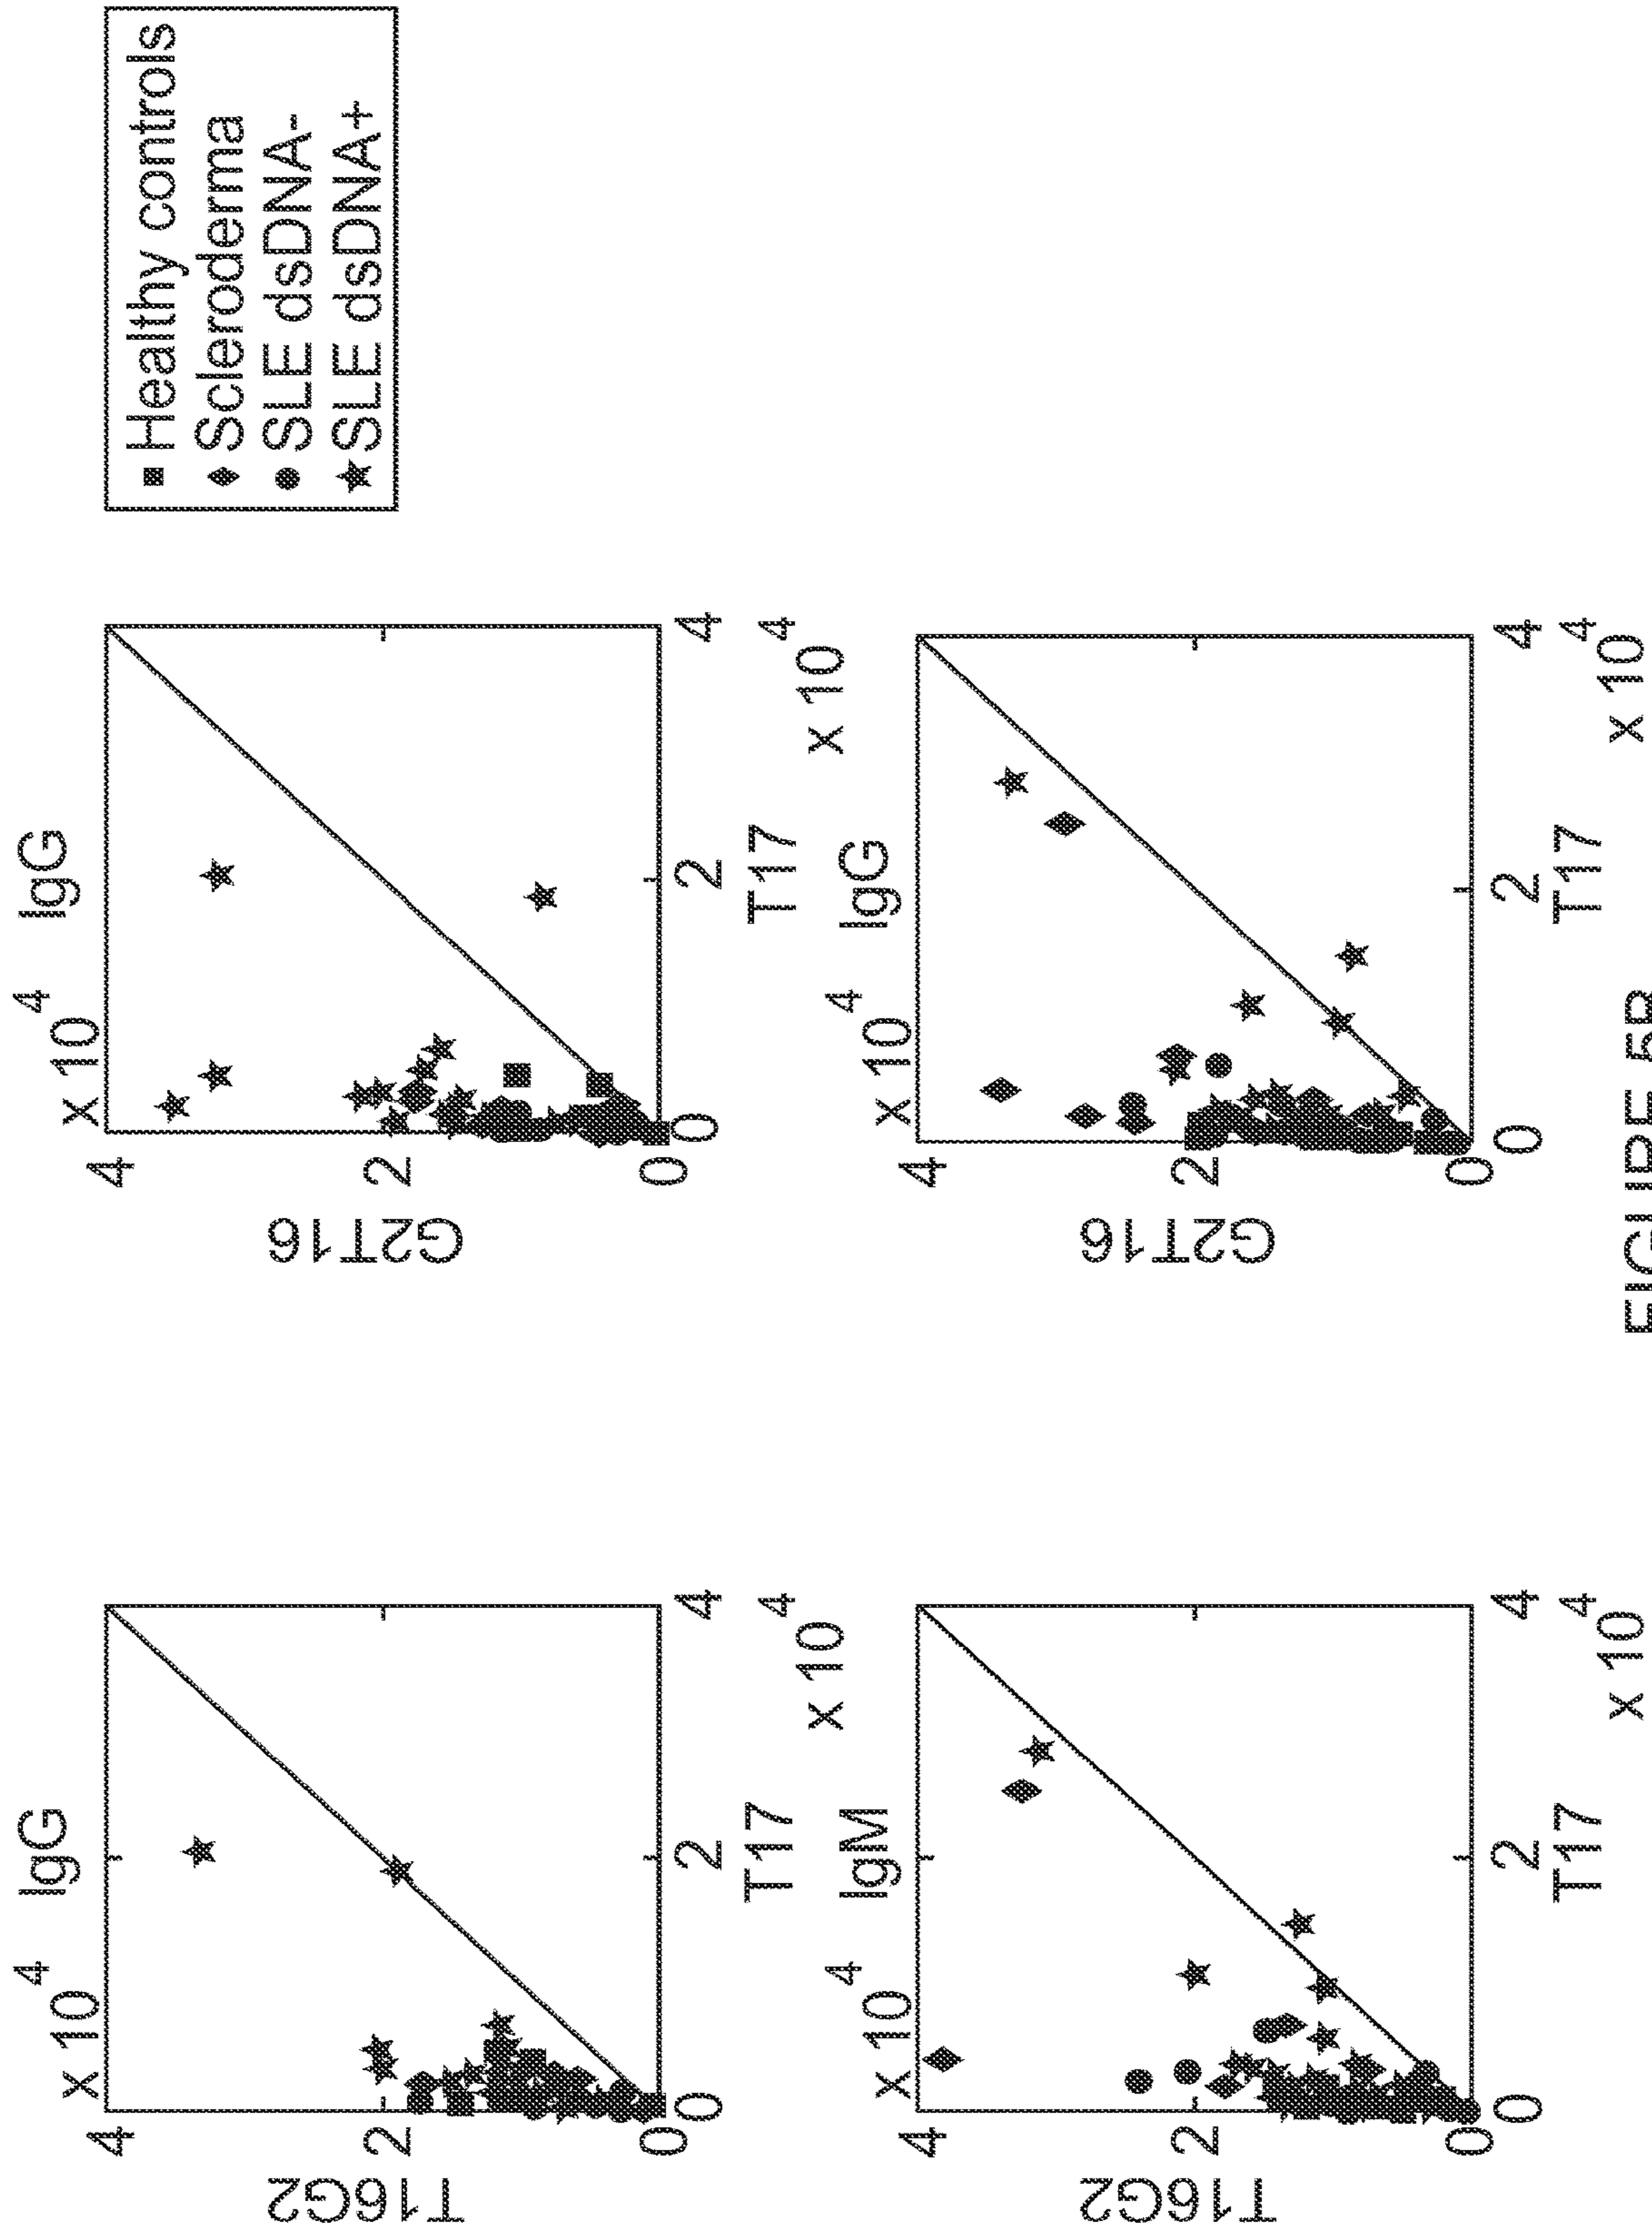 x 10 4
IgG
4
2
0
T16G2
0
2
4
T17
x 10 4
x 10 4
IgG
4
2
0
G2T16
0
2
4
T17
x 10 4
Healthy controls
Scleroderma
SLE dsDNA-
SLE dsDNA+
x 10 4
IgM
4
2
0
T16G2
0
2
4
T17
x 10 4
x 10 4
IgG
4
2
0
G2T16
0
2
4
T17
x 10 4
FIGURE 5B